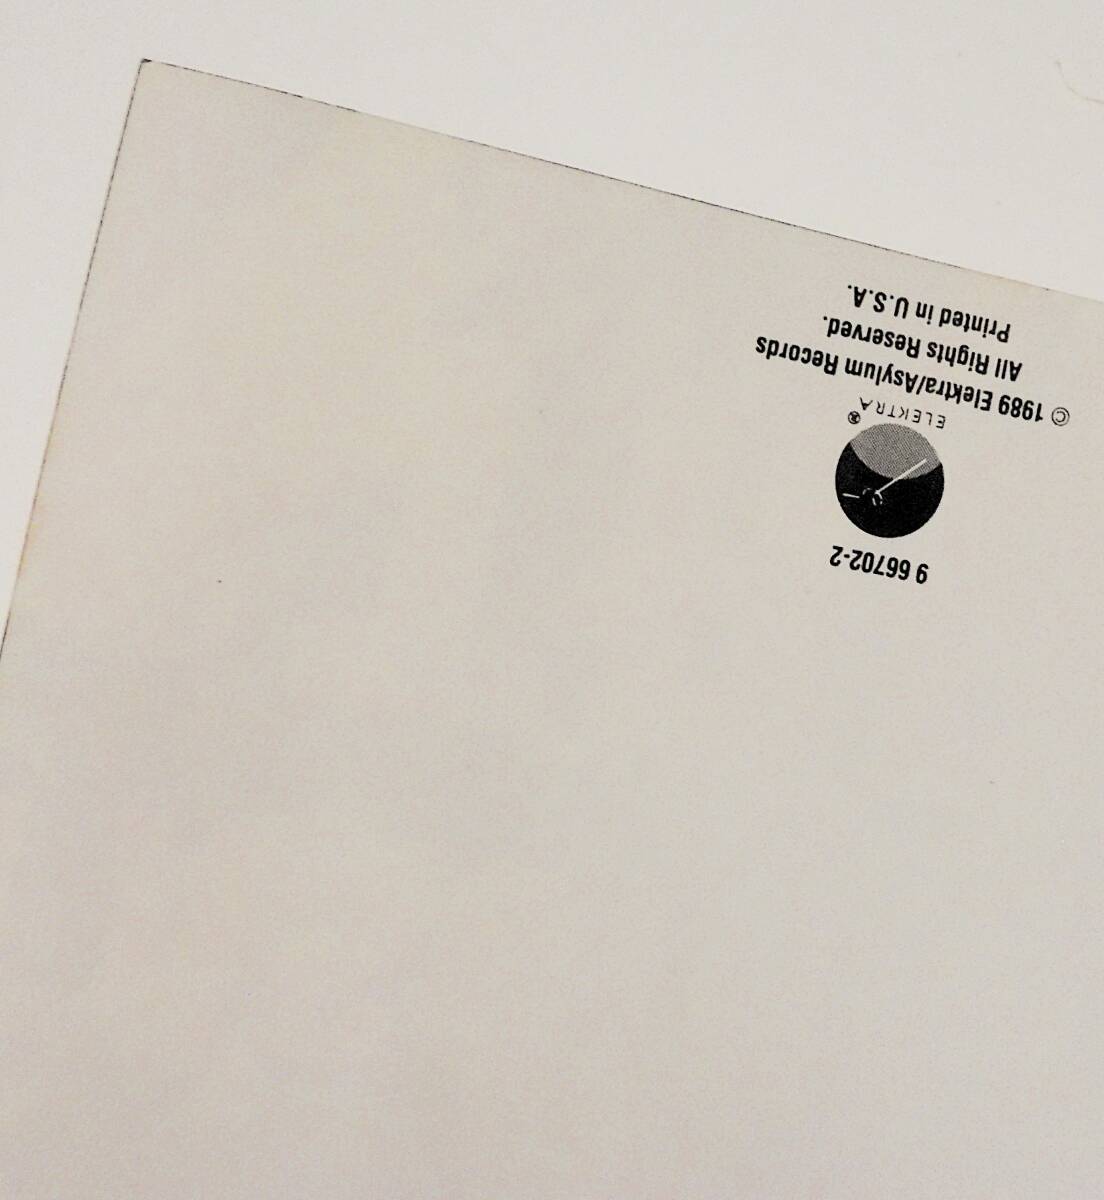 9 66702-2
ELEKTRA
© 1989 Elektra/Asylum Records
All Rights Reserved.
Printed in U.S.A.